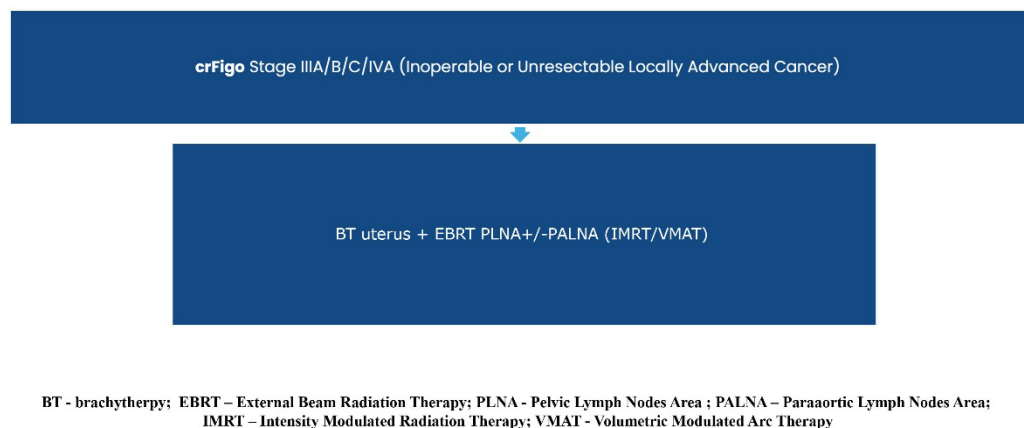 crFigo Stage IIIA/B/C/IVA (Inoperable or Unresectable Locally Advanced Cancer)
BT uterus + EBRT PLNA+/-PALNA (IMRT/VMAT)
BT - brachytherpy; EBRT – External Beam Radiation Therapy; PLNA - Pelvic Lymph Nodes Area ; PALNA – Paraaortic Lymph Nodes Area;
IMRT – Intensity Modulated Radiation Therapy; VMAT - Volumetric Modulated Arc Therapy